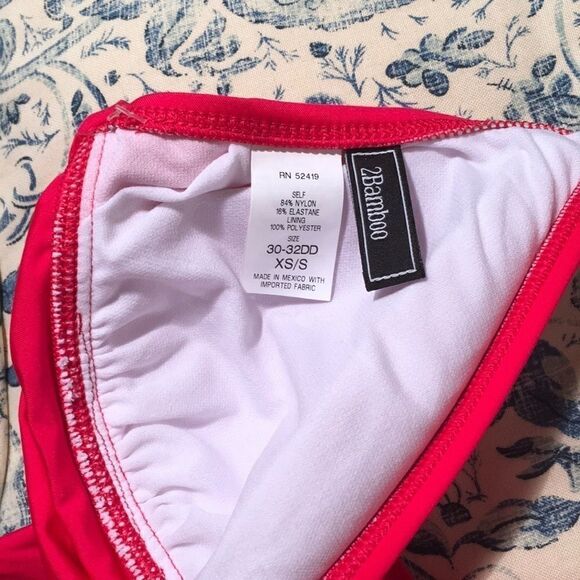 RN 52419
SELF
84% NYLON
16% ELASTANE
LINING
100% POLYESTER
SIZE
30-32DD
XS/S
MADE IN MEXICO WITH
IMPORTED FABRIC
2Bamboo